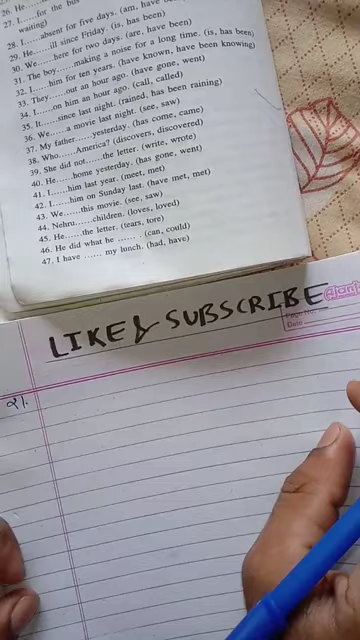 26. He
27. I......for the bus
waiting)
28. I......absent for five days. (am, have
29. He......ill since Friday. (is, has been)
30. We......here for two days. (are, have been)
31. The boy......making a noise for a long time. (is, has been)
32. I......him for ten years. (have known, have been knowing)
33. They......out an hour ago. (have gone, went)
34. I......on him an hour ago. (call, called)
35. It......since last night. (rained, has been raining)
36. We......a movie last night. (see, saw)
37. My father......yesterday. (has come, came)
38. Who......America? (discovers, discovered)
39. She did not......the letter. (write, wrote)
40. He......home yesterday. (has gone, went)
41. I......him last year. (meet, met)
42. I......him on Sunday last. (have met, met)
43. We......this movie. (see, saw)
44. Nehru......children. (loves, loved)
45. He......the letter. (tears, tore)
46. He did what he ...... . (can, could)
47. I have ...... my lunch. (had, have)
LIKE & SUBSCRIBE
Page No.
Date
21.